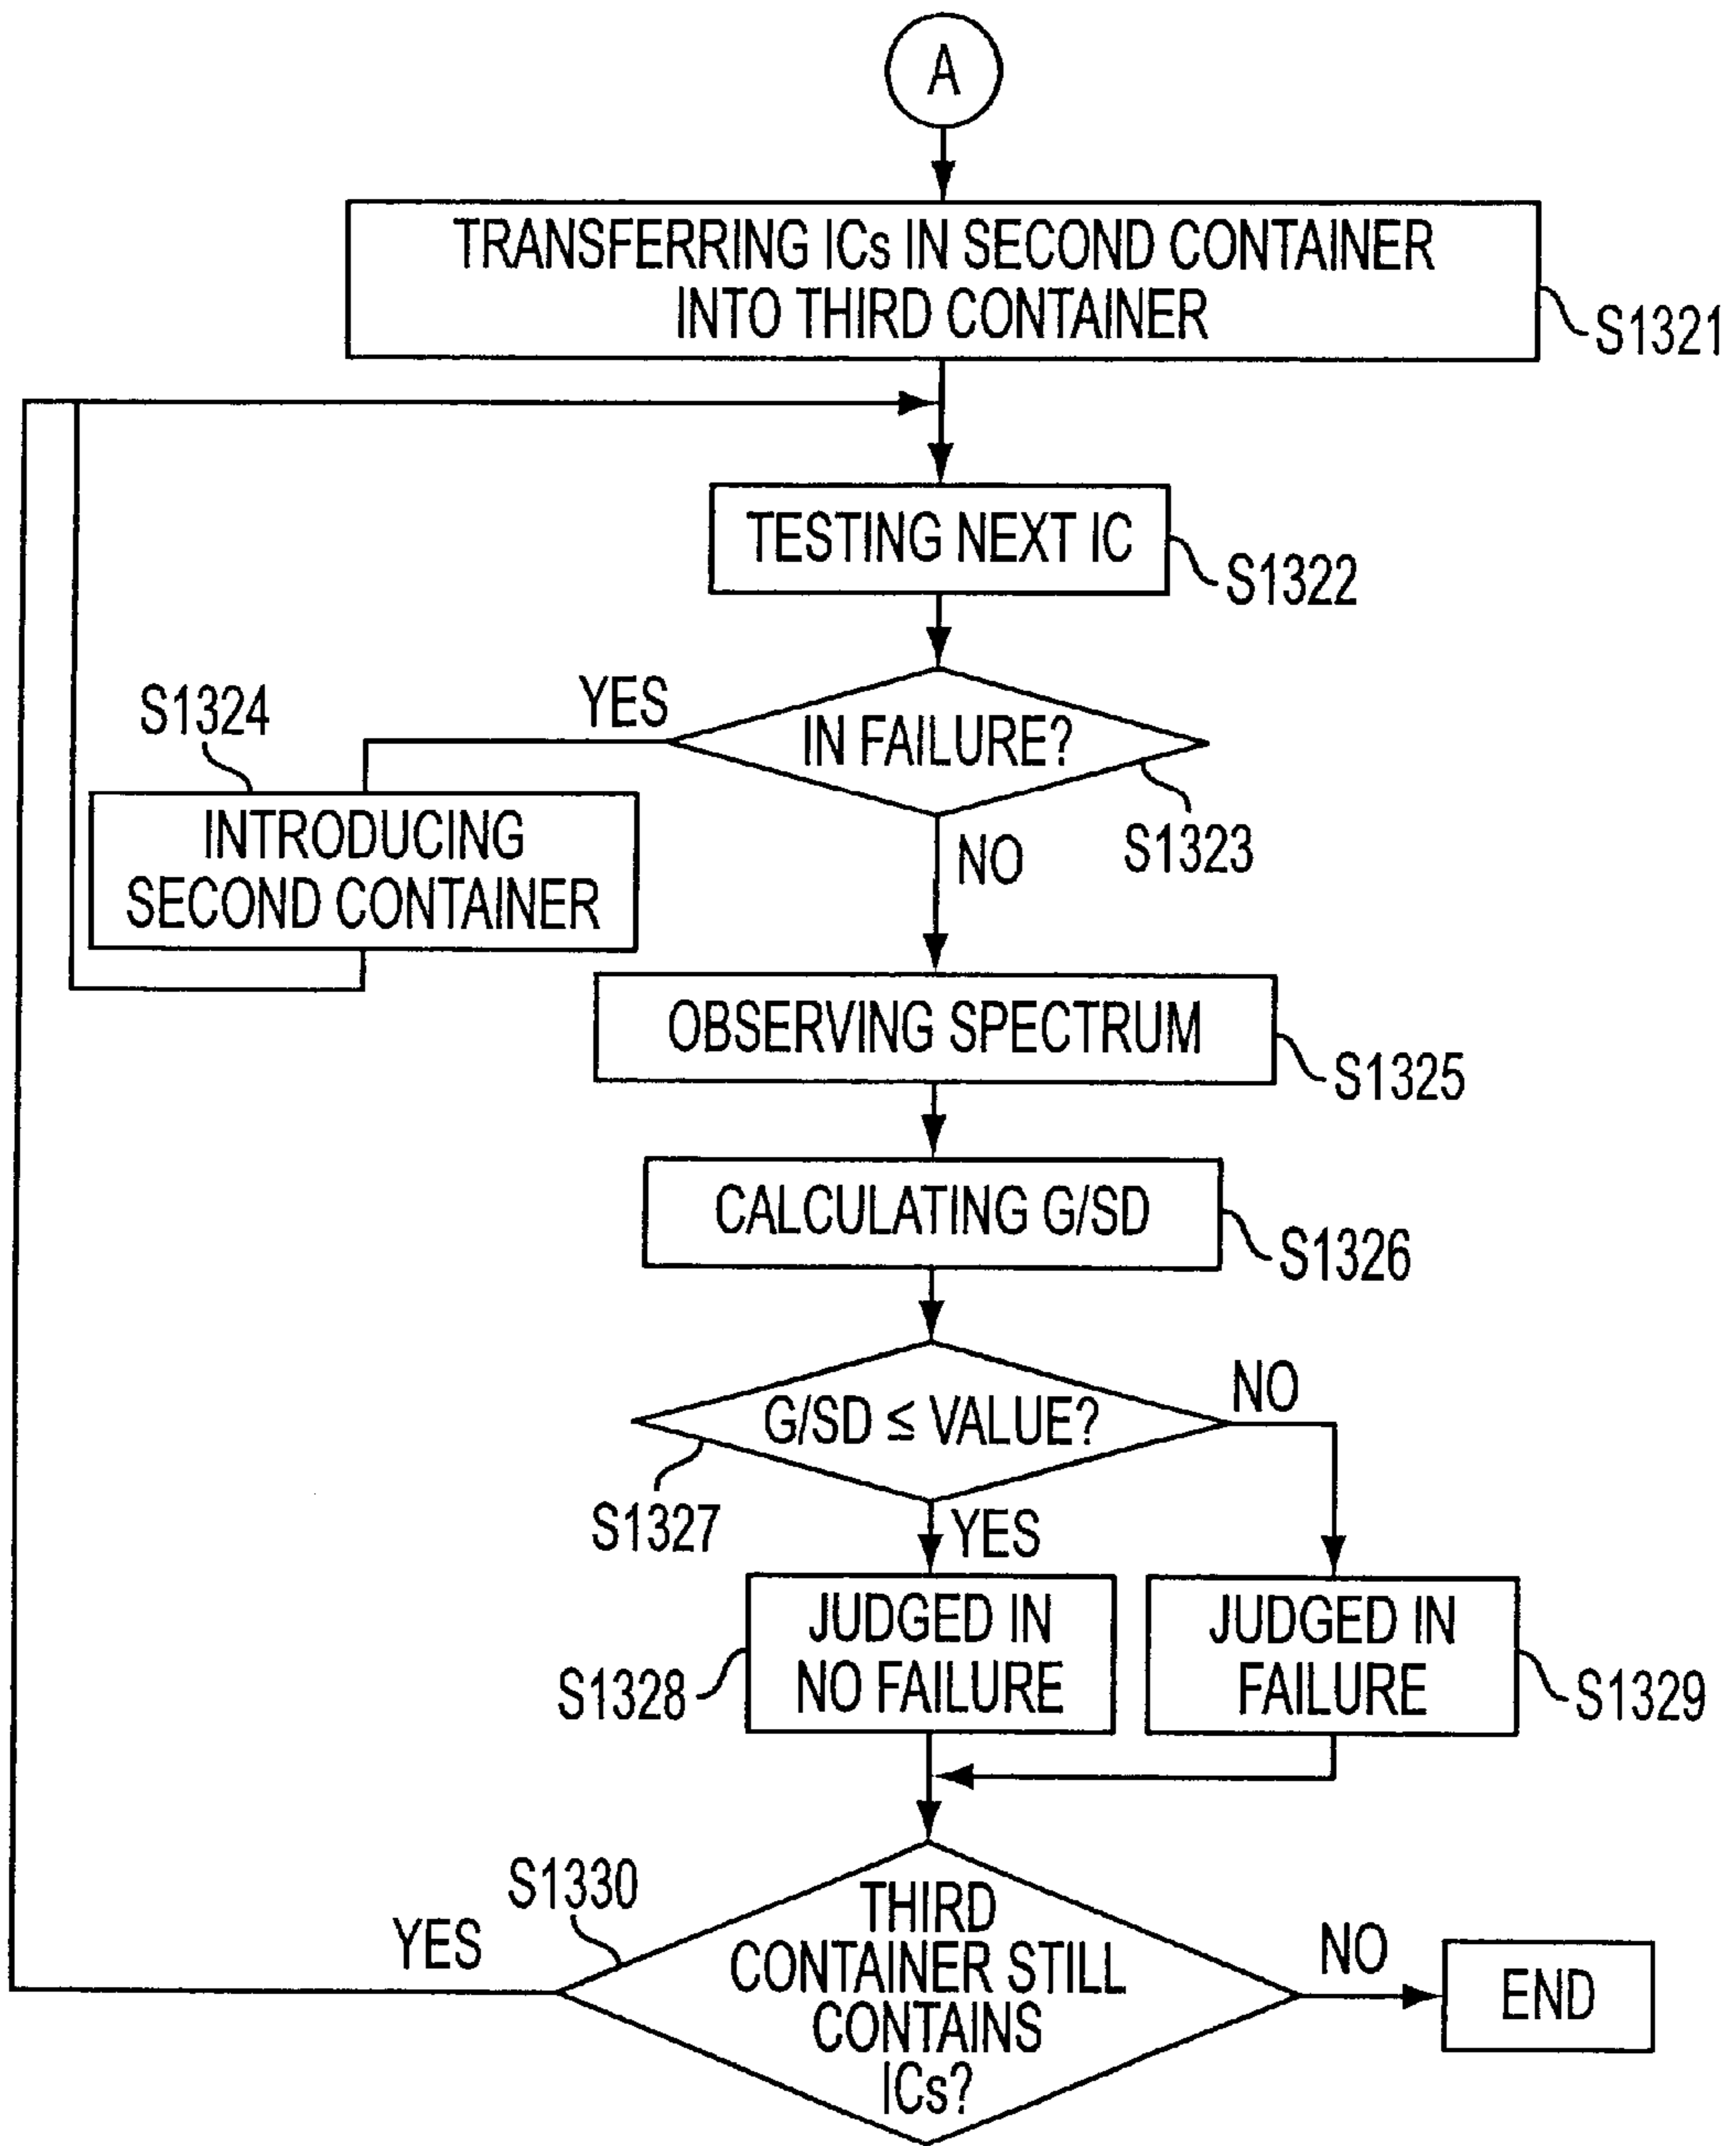 A
TRANSFERRING ICs IN SECOND CONTAINER
INTO THIRD CONTAINER
S1321
TESTING NEXT IC
S1322
IN FAILURE?
YES
S1323
NO
S1324
INTRODUCING
SECOND CONTAINER
OBSERVING SPECTRUM
S1325
CALCULATING G/SD
S1326
G/SD ≤ VALUE?
NO
S1327
YES
JUDGED IN
NO FAILURE
S1328
JUDGED IN
FAILURE
S1329
S1330
THIRD
CONTAINER STILL
CONTAINS
ICs?
YES
NO
END